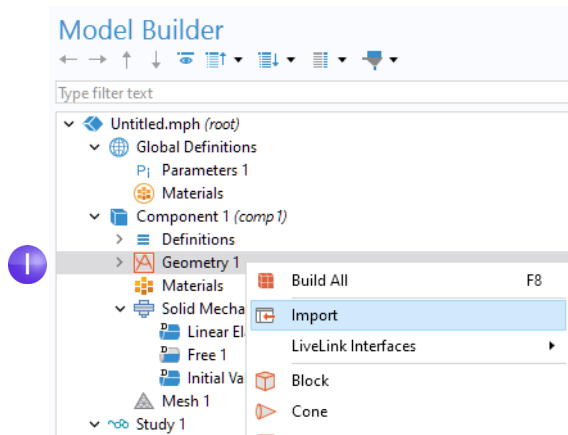 Model Builder
Type filter text
Untitled.mph (root)
Global Definitions
Pi Parameters 1
Materials
Component 1 (comp1)
Definitions
1 Geometry 1
Materials
Solid Mecha
Linear El
Free 1
Initial Va
Mesh 1
Study 1
Build All F8
Import
LiveLink Interfaces
Block
Cone